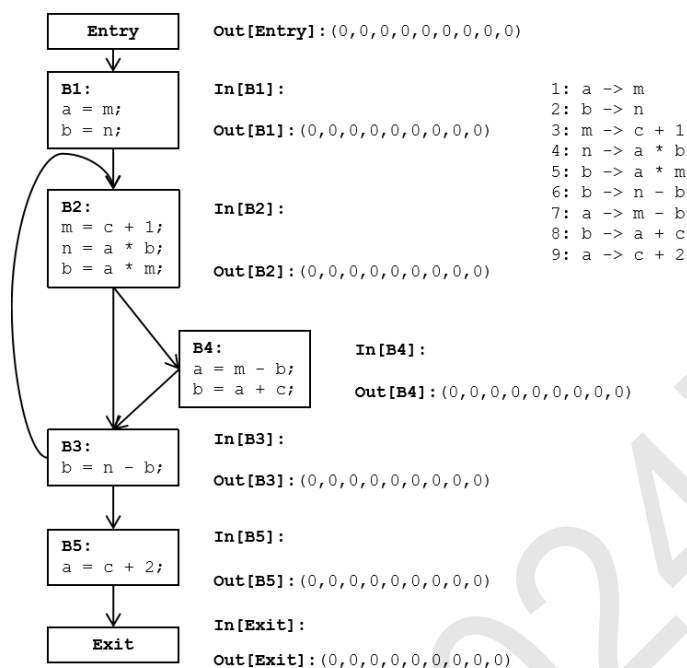 Entry
Out[Entry]:(0,0,0,0,0,0,0,0,0)
B1:
a = m;
b = n;
In[B1]:
Out[B1]:(0,0,0,0,0,0,0,0,0)
1: a -> m
2: b -> n
3: m -> c + 1
4: n -> a * b
5: b -> a * m
6: b -> n - b
7: a -> m - b
8: b -> a + c
9: a -> c + 2
B2:
m = c + 1;
n = a * b;
b = a * m;
In[B2]:
Out[B2]:(0,0,0,0,0,0,0,0,0)
B4:
a = m - b;
b = a + c;
In[B4]:
Out[B4]:(0,0,0,0,0,0,0,0,0)
B3:
b = n - b;
In[B3]:
Out[B3]:(0,0,0,0,0,0,0,0,0)
B5:
a = c + 2;
In[B5]:
Out[B5]:(0,0,0,0,0,0,0,0,0)
Exit
In[Exit]:
Out[Exit]:(0,0,0,0,0,0,0,0,0)